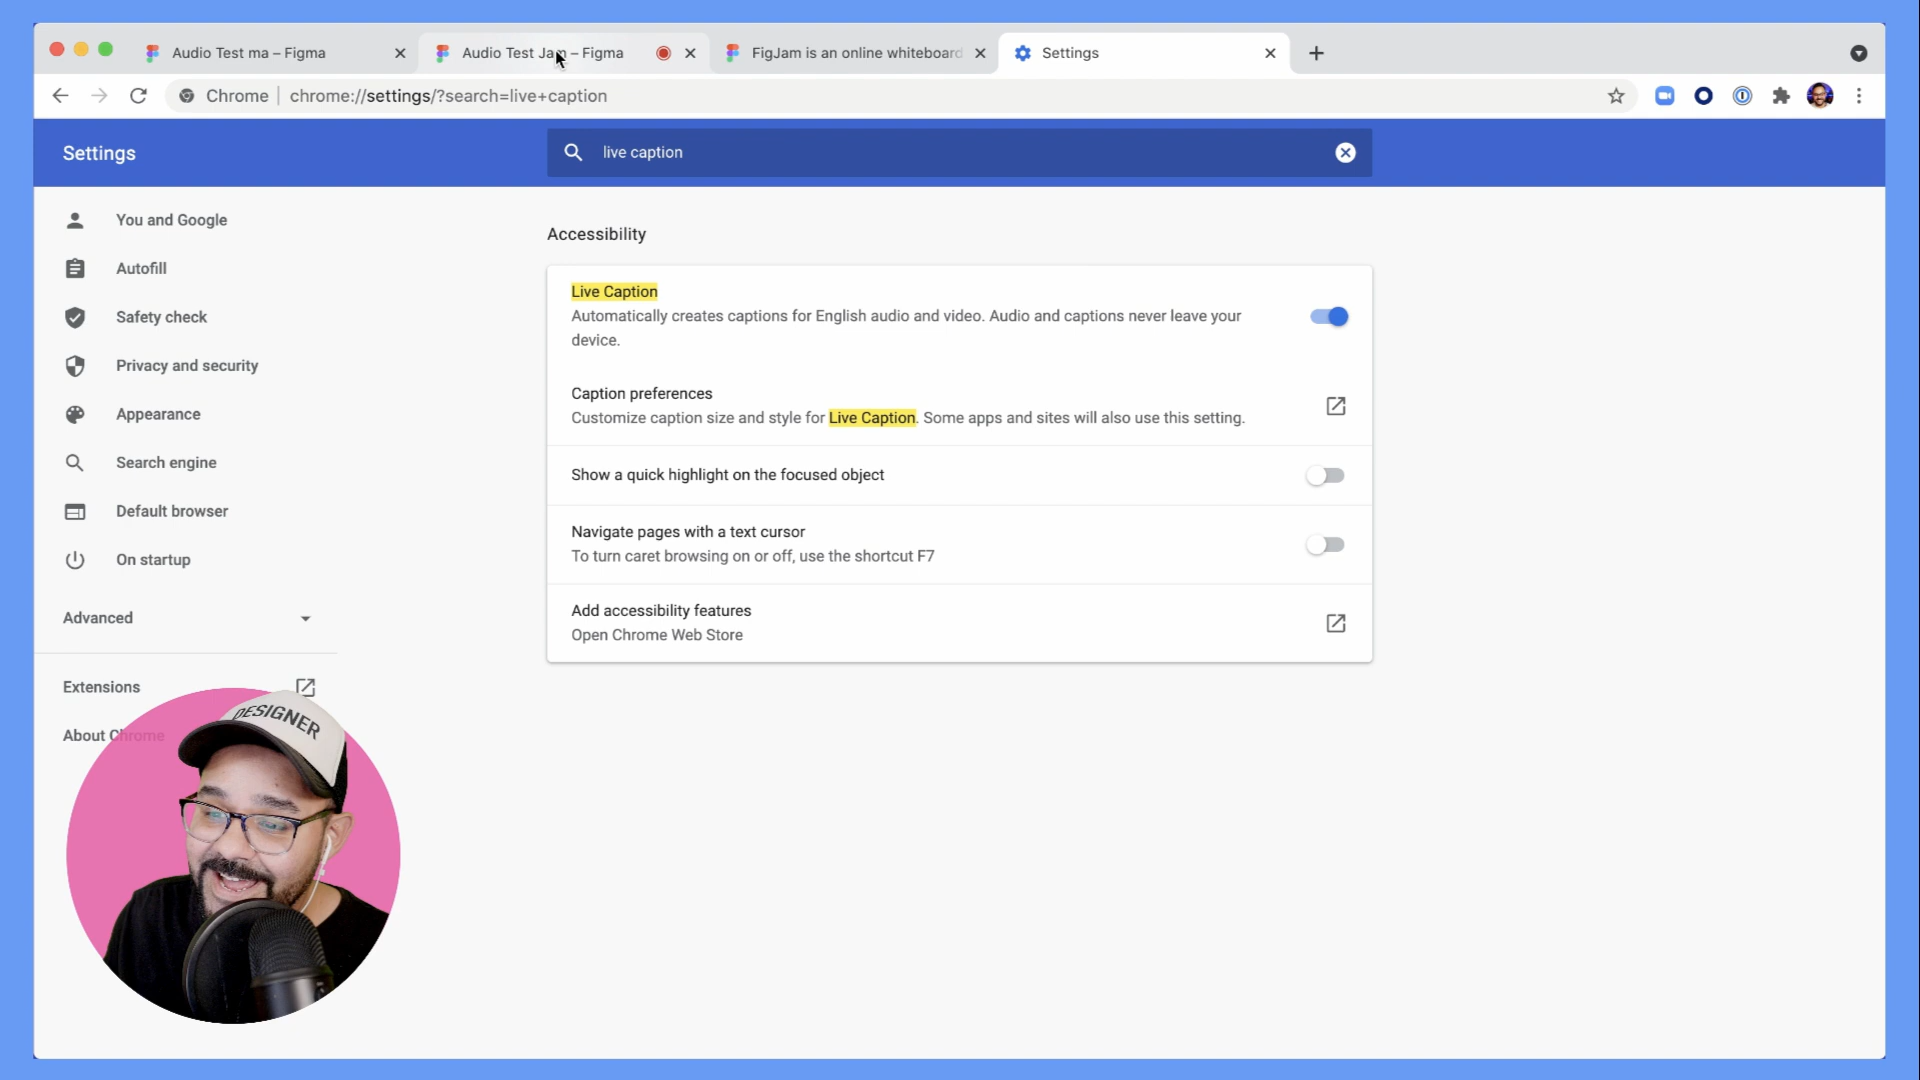 Audio Test ma – Figma
Audio Test Jam – Figma
FigJam is an online whiteboard
Settings
Chrome | chrome://settings/?search=live+caption
Settings
live caption
You and Google
Autofill
Safety check
Privacy and security
Appearance
Search engine
Default browser
On startup
Advanced
Extensions
About Chrome
Accessibility
Live Caption
Automatically creates captions for English audio and video. Audio and captions never leave your
device.
Caption preferences
Customize caption size and style for Live Caption. Some apps and sites will also use this setting.
Show a quick highlight on the focused object
Navigate pages with a text cursor
To turn caret browsing on or off, use the shortcut F7
Add accessibility features
Open Chrome Web Store
DESIGNER